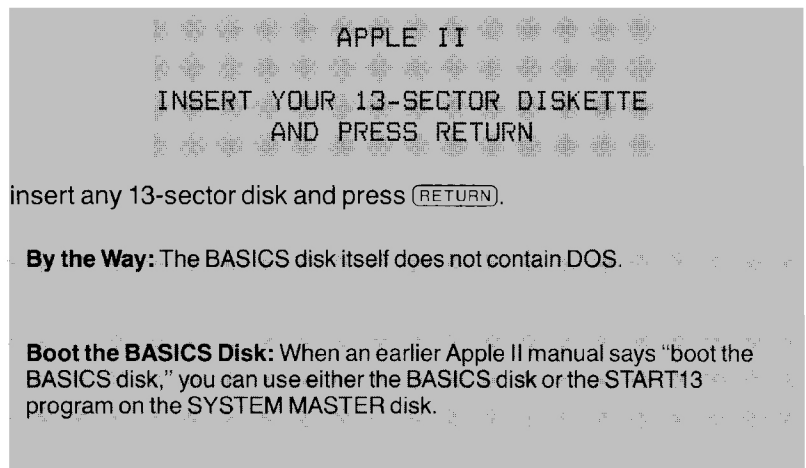 APPLE II
INSERT YOUR 13-SECTOR DISKETTE
AND PRESS RETURN
insert any 13-sector disk and press RETURN.
By the Way: The BASICS disk itself does not contain DOS.
Boot the BASICS Disk: When an earlier Apple II manual says “boot the
BASICS disk,” you can use either the BASICS disk or the START13
program on the SYSTEM MASTER disk.